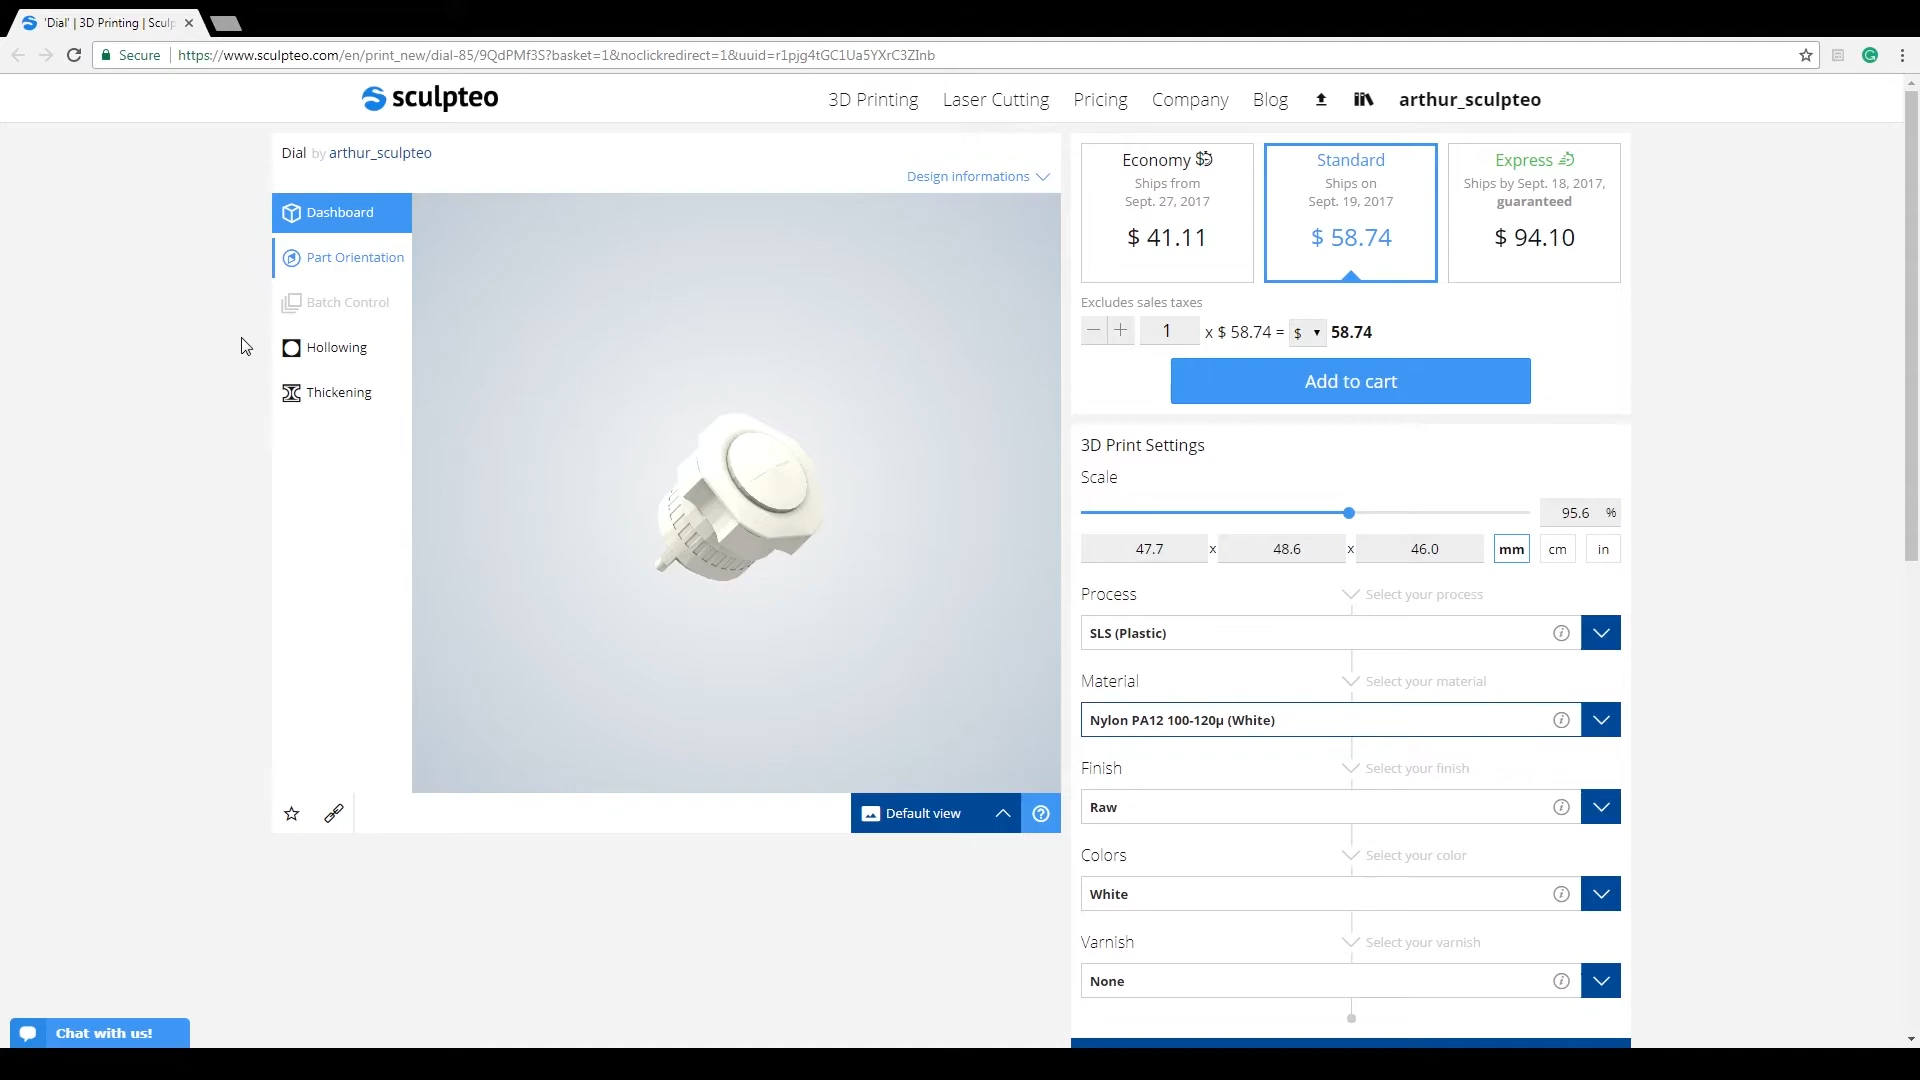 'Dial' | 3D Printing | Sculp
Secure | https://www.sculpteo.com/en/print_new/dial-85/9QdPMf3S?basket=1&noclickredirect=1&uuid=r1pjg4tGC1Ua5YXrC3ZInb
sculpteo
3D Printing Laser Cutting Pricing Company Blog arthur_sculpteo
Dial by arthur_sculpteo
Design informations
Dashboard
Part Orientation
Batch Control
Hollowing
Thickening
Default view
Economy
Ships from
Sept. 27, 2017
$ 41.11
Standard
Ships on
Sept. 19, 2017
$ 58.74
Express
Ships by Sept. 18, 2017,
guaranteed
$ 94.10
Excludes sales taxes
1 x $ 58.74 = $ 58.74
Add to cart
3D Print Settings
Scale
95.6 %
47.7 x 48.6 x 46.0 mm cm in
Process Select your process
SLS (Plastic)
Material Select your material
Nylon PA12 100-120µ (White)
Finish Select your finish
Raw
Colors Select your color
White
Varnish Select your varnish
None
Chat with us!